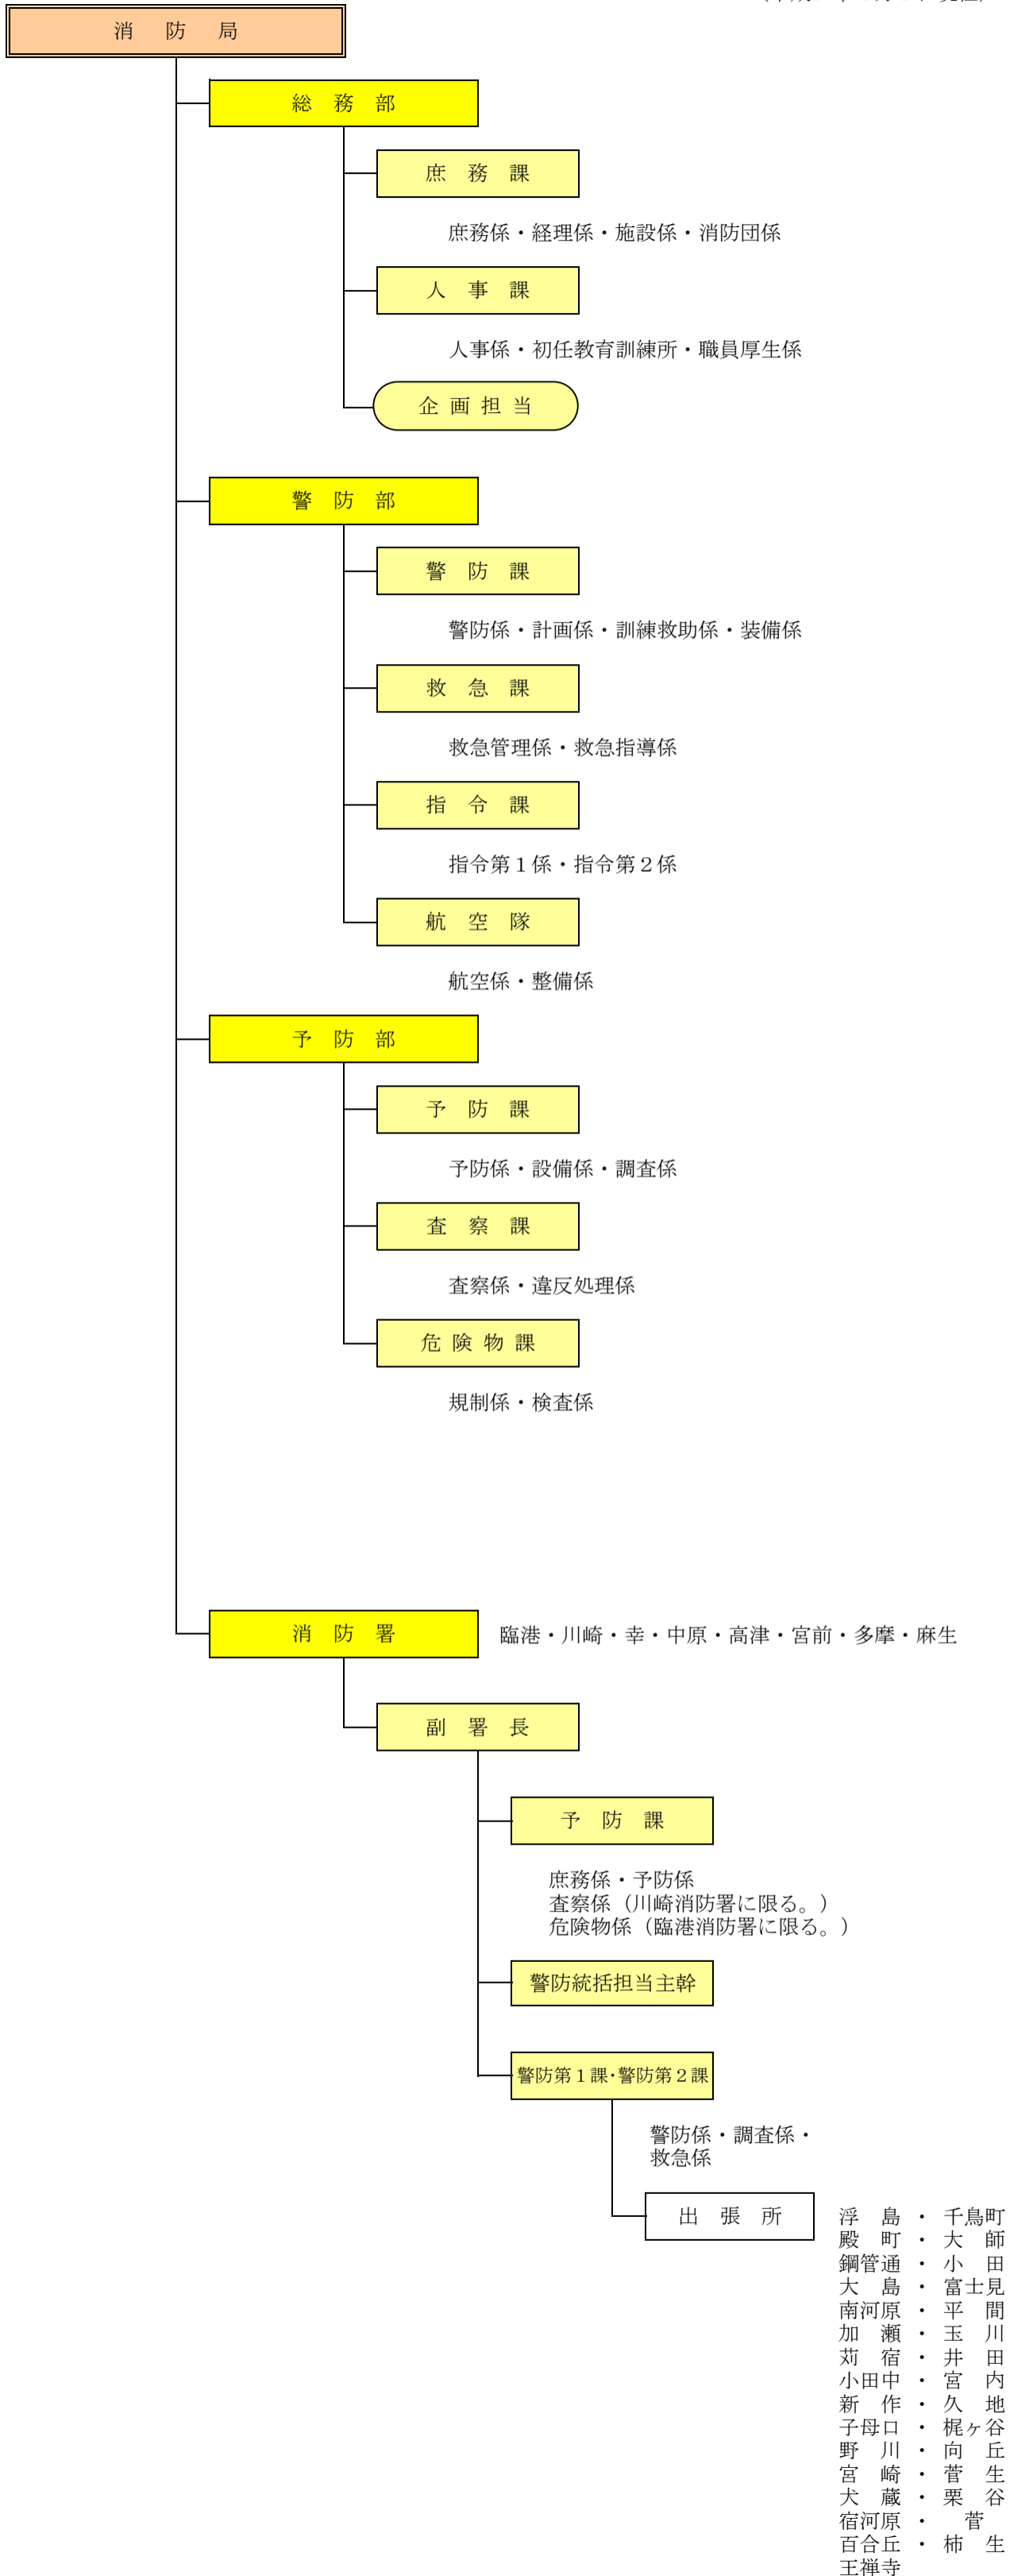 消防局
総務部
庶務課
庶務係・経理係・施設係・消防団係
人事課
人事係・初任教育訓練所・職員厚生係
企画担当
警防部
警防課
警防係・計画係・訓練救助係・装備係
救急課
救急管理係・救急指導係
指令課
指令第１係・指令第２係
航空隊
航空係・整備係
予防部
予防課
予防係・設備係・調査係
査察課
査察係・違反処理係
危険物課
規制係・検査係
消防署 臨港・川崎・幸・中原・高津・宮前・多摩・麻生
副署長
予防課
庶務係・予防係
査察係（川崎消防署に限る。）
危険物係（臨港消防署に限る。）
警防統括担当主幹
警防第１課・警防第２課
警防係・調査係・
救急係
出張所
浮島・千鳥町
殿町・大師
鋼管通・小田
大島・富士見
南河原・平間
加瀬・玉川
苅宿・井田
小田中・宮内
新作・久地
子母口・梶ヶ谷
野川・向丘
宮崎・菅生
犬蔵・栗谷
宿河原・菅
百合丘・柿生
王禅寺